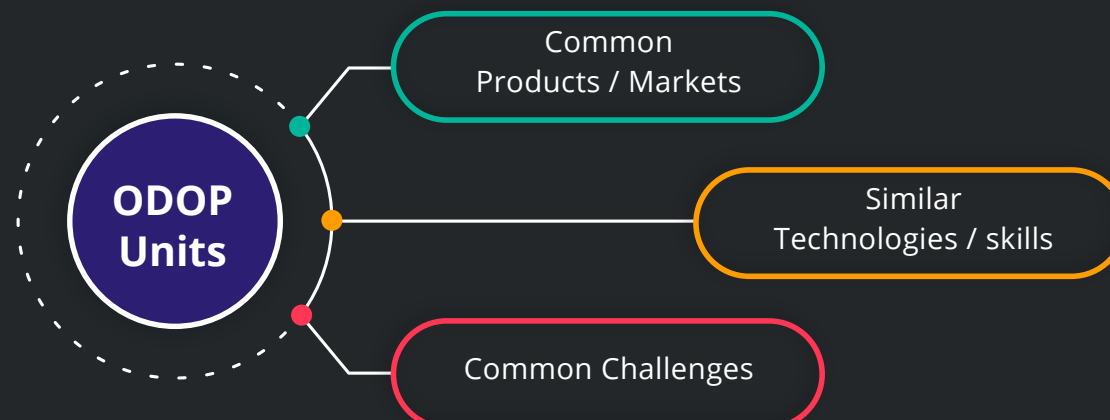 Common
Products / Markets
ODOP
Units
Similar
Technologies / skills
Common Challenges